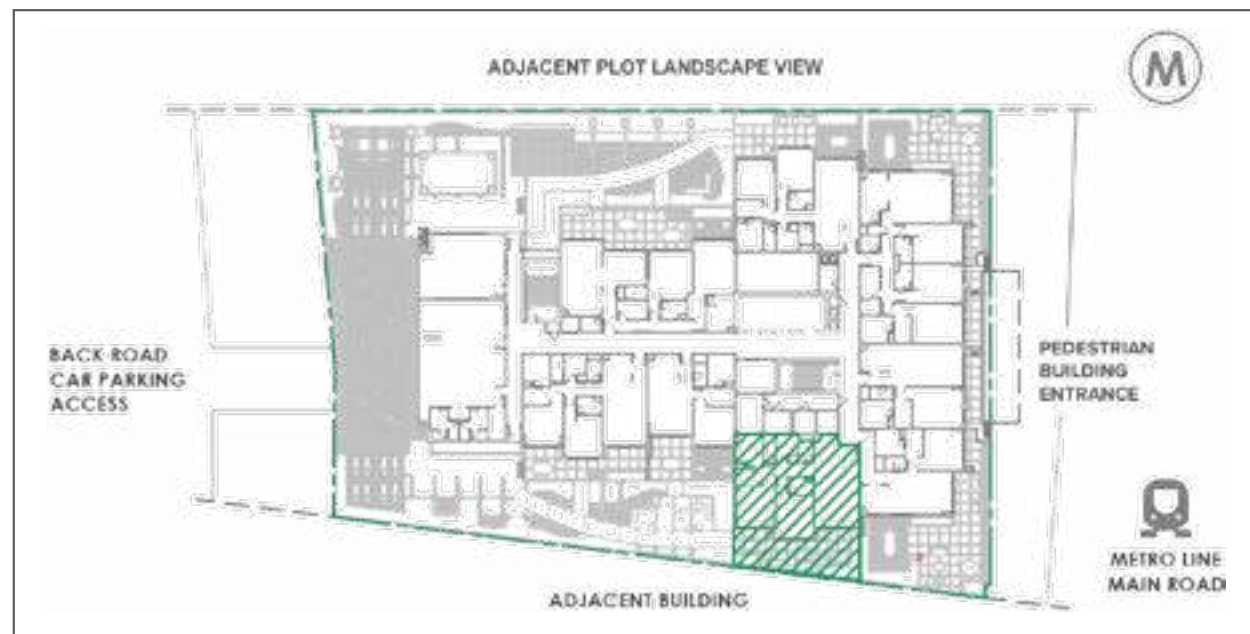 ADJACENT PLOT LANDSCAPE VIEW
M
BACK ROAD
CAR PARKING
ACCESS
PEDESTRIAN
BUILDING
ENTRANCE
METRO LINE
MAIN ROAD
ADJACENT BUILDING